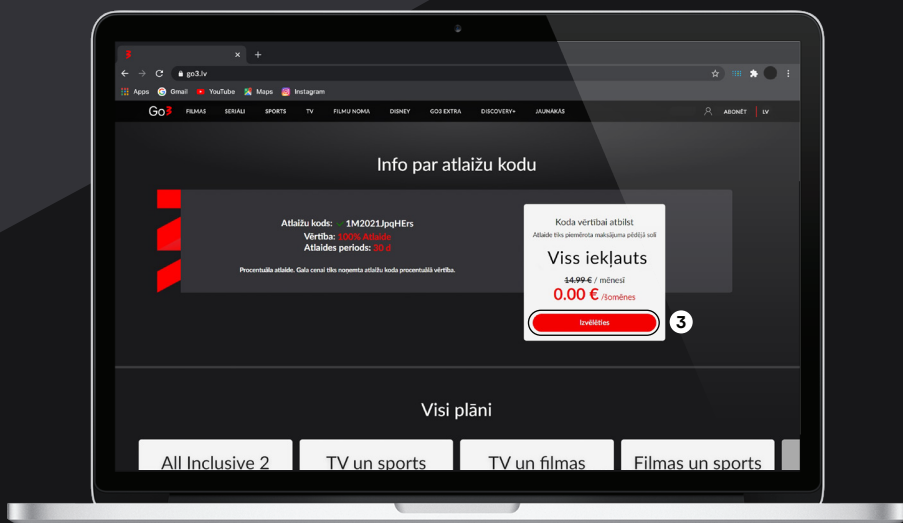 go3.lv
Apps Gmail YouTube Maps Instagram
Go3 FILMAS SERIĀLI SPORTS TV FILMU NOMA DISNEY GO3 EXTRA DISCOVERY+ JAUNĀKĀS ABONĒT LV
Info par atlaižu kodu
Atlaižu kods: 1M2021JpqHErs
Vērtība: 100% Atlaide
Atlaides periods: 30 d
Procentuāla atlaide. Gala cenai tiks noņemta atlaižu koda procentuālā vērtība.
Koda vērtībai atbilst
Atlaide tiks piemērota maksājuma pēdējā solī
Viss iekļauts
14.99 € / mēnesī
0.00 € /šomēnes
Izvēlēties
3
Visi plāni
All Inclusive 2
TV un sports
TV un filmas
Filmas un sports